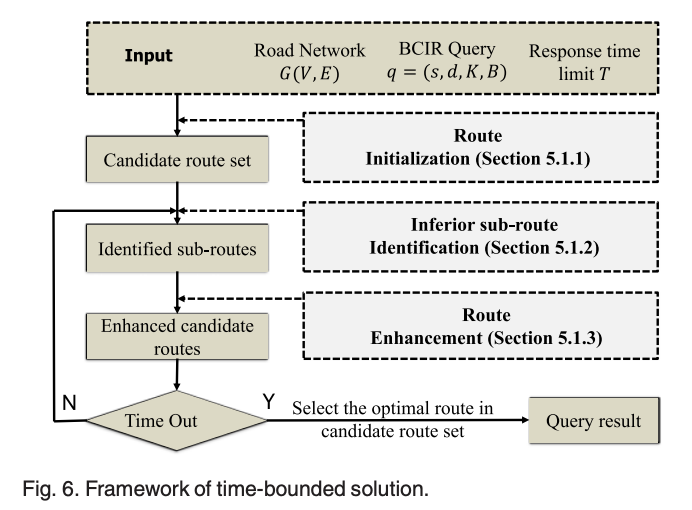 Input
Road Network
G(V, E)
BCIR Query
q = (s, d, K, B)
Response time
limit T
Route
Initialization (Section 5.1.1)
Candidate route set
Inferior sub-route
Identification (Section 5.1.2)
Identified sub-routes
Route
Enhancement (Section 5.1.3)
Enhanced candidate
routes
N
Time Out
Y
Select the optimal route in
candidate route set
Query result
Fig. 6. Framework of time-bounded solution.